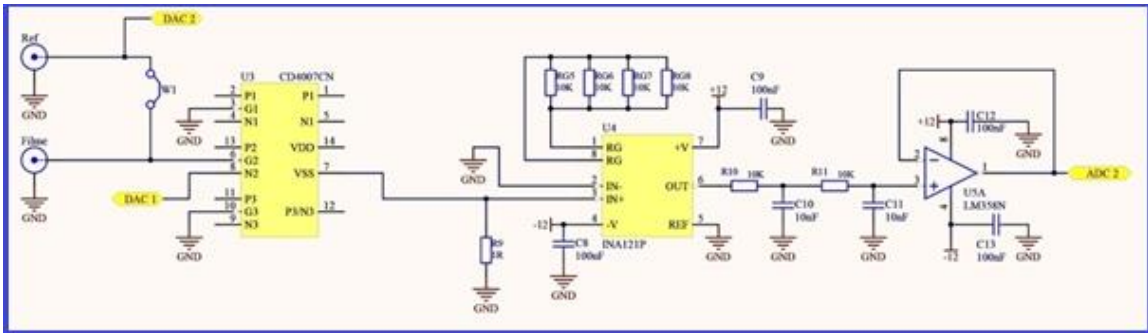 DAC 2
Ref
GND
W1
Filme
GND
DAC 1
U3 CD4007CN
2 P1 P1 1
3 G1
4 N1 N1 5
13 P2 VDD 14
6 G2
8 N2 VSS 7
11 P3
10 G3 P3/N3 12
9 N3
GND
GND
R9
1R
GND
RG5
10K
RG6
10K
RG7
10K
RG8
10K
U4
1 RG +V 7
8 RG
2 IN- OUT 6
3 IN+
4 -V REF 5
INA121P
GND
-12
C8
100nF
GND
+12
C9
100nF
GND
GND
R10 10K
C10
10nF
GND
R11 10K
C11
10nF
GND
+12
C12
100nF
GND
2
3
8
1
4
U5A
LM358N
-12
C13
100nF
GND
ADC 2